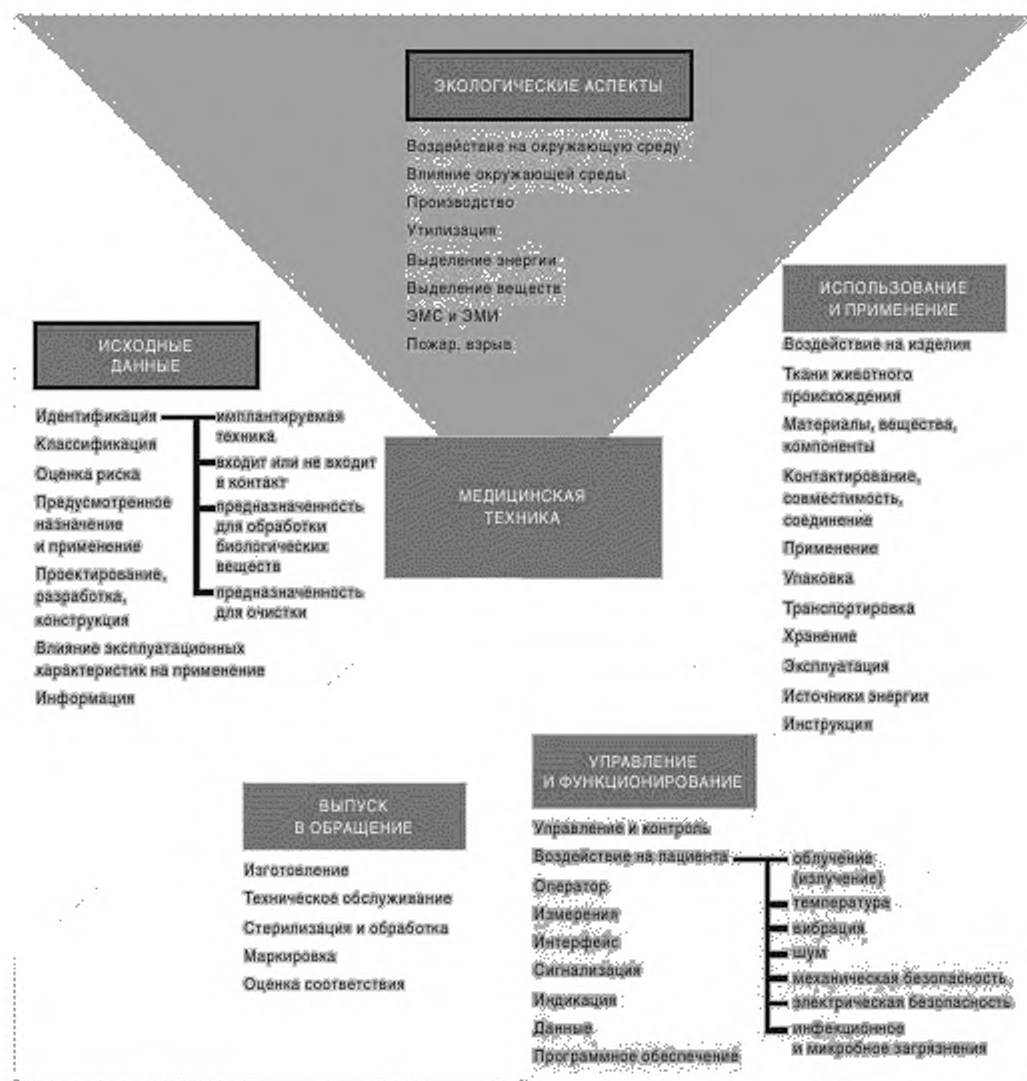 ЭКОЛОГИЧЕСКИЕ АСПЕКТЫ
Воздействие на окружающую среду
Влияние окружающей среды
Производство
Утилизация
Выделение энергии
Выделение веществ
ЭМС и ЭМИ
Пожар, взрыв
ИСХОДНЫЕ
ДАННЫЕ
Идентификация
Классификация
Оценка риска
Предусмотренное
назначение
и применение
Проектирование,
разработка,
конструкция
Влияние эксплуатационных
характеристик на применение
Информация
имплантируемая
техника
входит или не входит
в контакт
предназначенность
для обработки
биологических
веществ
предназначенность
для очистки
МЕДИЦИНСКАЯ
ТЕХНИКА
ИСПОЛЬЗОВАНИЕ
И ПРИМЕНЕНИЕ
Воздействие на изделия
Ткани животного
происхождения
Материалы, вещества,
компоненты
Контактирование,
совместимость,
соединение
Применение
Упаковка
Транспортировка
Хранение
Эксплуатация
Источники энергии
Инструкция
ВЫПУСК
В ОБРАЩЕНИЕ
Изготовление
Техническое обслуживание
Стерилизация и обработка
Маркировка
Оценка соответствия
УПРАВЛЕНИЕ
И ФУНКЦИОНИРОВАНИЕ
Управление и контроль
Воздействие на пациента
Оператор
Измерения
Интерфейс
Сигнализация
Индикация
Данные
Программное обеспечение
облучение
(излучение)
температура
вибрация
шум
механическая безопасность
электрическая безопасность
инфекционное
и микробное загрязнения